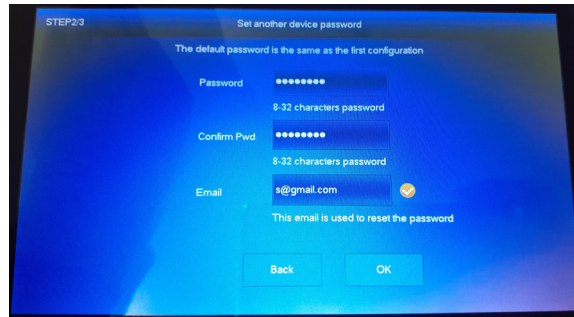 STEP2/3
Set another device password
The default password is the same as the first configuration
Password ●●●●●●●●
8-32 characters password
Confirm Pwd ●●●●●●●●
8-32 characters password
Email s@gmail.com
This email is used to reset the password
Back OK